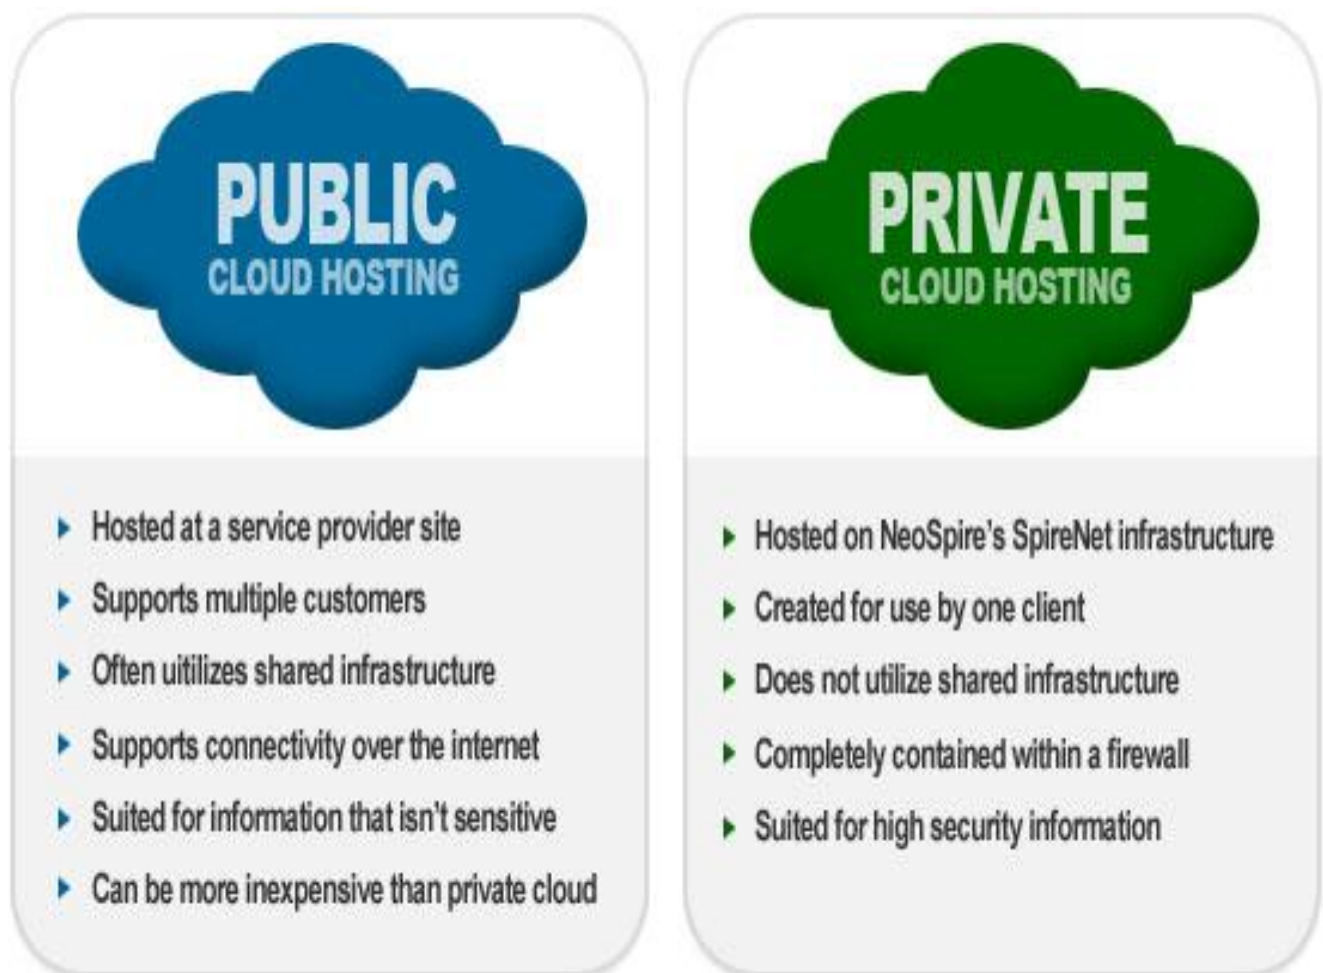 PUBLIC
CLOUD HOSTING
Hosted at a service provider site
Supports multiple customers
Often uitilizes shared infrastructure
Supports connectivity over the internet
Suited for information that isn't sensitive
Can be more inexpensive than private cloud
PRIVATE
CLOUD HOSTING
Hosted on NeoSpire's SpireNet infrastructure
Created for use by one client
Does not utilize shared infrastructure
Completely contained within a firewall
Suited for high security information